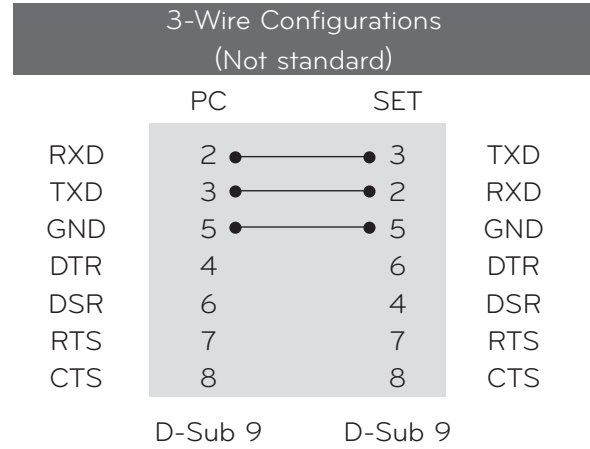 3-Wire Configurations
(Not standard)
PC SET
RXD 2 3 TXD
TXD 3 2 RXD
GND 5 5 GND
DTR 4 6 DTR
DSR 6 4 DSR
RTS 7 7 RTS
CTS 8 8 CTS
D-Sub 9 D-Sub 9